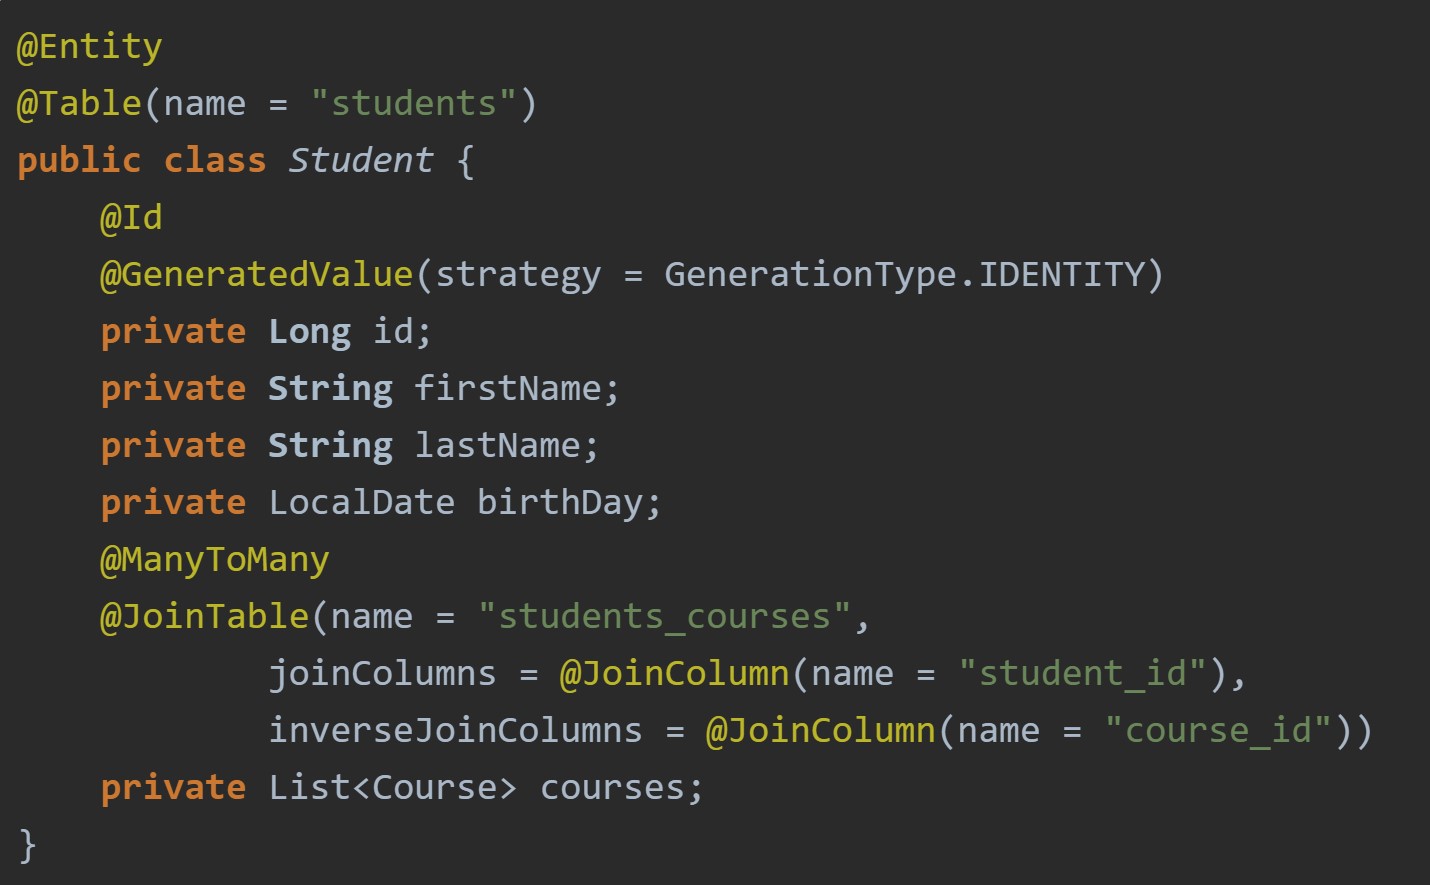 @Entity
@Table(name = "students")
public class Student {
    @Id
    @GeneratedValue(strategy = GenerationType.IDENTITY)
    private Long id;
    private String firstName;
    private String lastName;
    private LocalDate birthDay;
    @ManyToMany
    @JoinTable(name = "students_courses",
            joinColumns = @JoinColumn(name = "student_id"),
            inverseJoinColumns = @JoinColumn(name = "course_id"))
    private List<Course> courses;
}